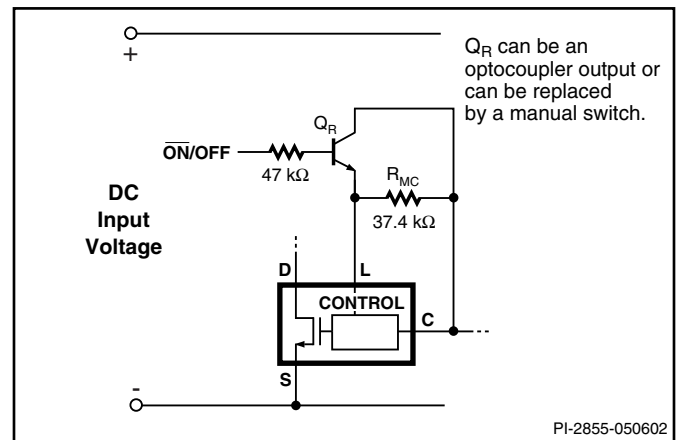 +
Q_R can be an
optocoupler output or
can be replaced
by a manual switch.
Q_R
ON/OFF
47 kΩ
R_MC
37.4 kΩ
DC
Input
Voltage
D
L
CONTROL
C
S
-
PI-2855-050602